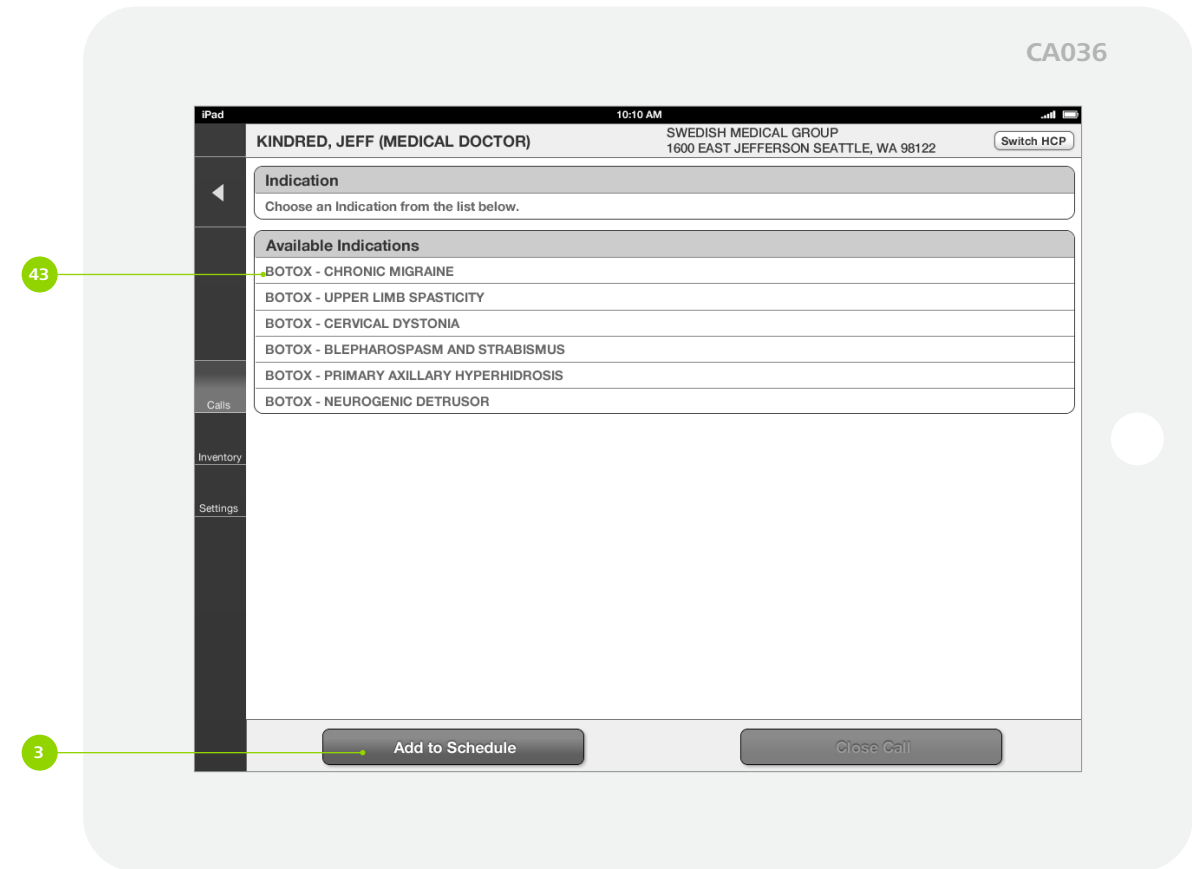 CA036
iPad 10:10 AM
KINDRED, JEFF (MEDICAL DOCTOR)
SWEDISH MEDICAL GROUP
1600 EAST JEFFERSON SEATTLE, WA 98122
Switch HCP
Indication
Choose an Indication from the list below.
Available Indications
43
BOTOX - CHRONIC MIGRAINE
BOTOX - UPPER LIMB SPASTICITY
BOTOX - CERVICAL DYSTONIA
BOTOX - BLEPHAROSPASM AND STRABISMUS
BOTOX - PRIMARY AXILLARY HYPERHIDROSIS
BOTOX - NEUROGENIC DETRUSOR
Calls
Inventory
Settings
3
Add to Schedule
Close Call